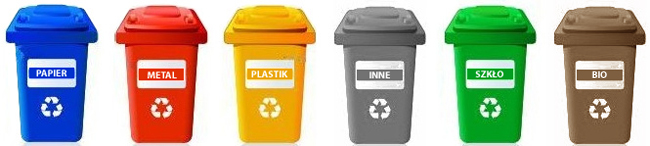 PAPIER
METAL
PLASTIK
INNE
SZKŁO
BIO